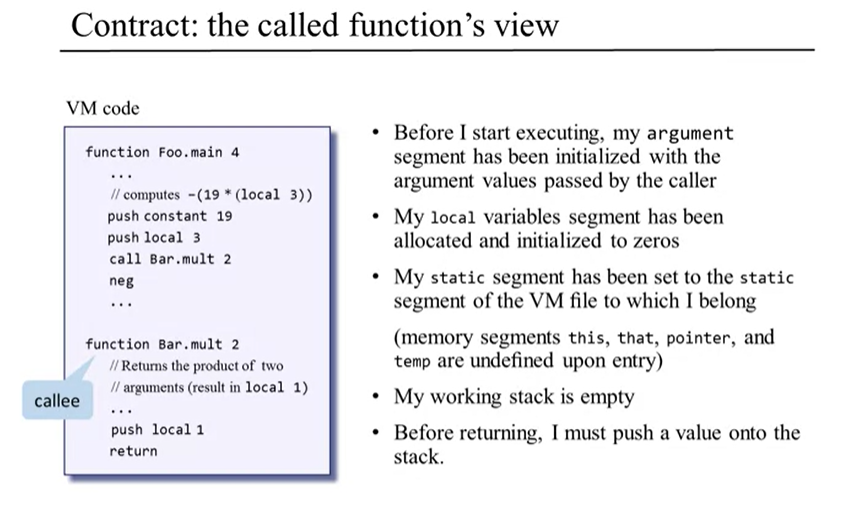 Contract: the called function’s view
VM code
function Foo.main 4
...
// computes -(19 * (local 3))
push constant 19
push local 3
call Bar.mult 2
neg
...
function Bar.mult 2
// Returns the product of two
// arguments (result in local 1)
...
push local 1
return
callee
• Before I start executing, my argument
segment has been initialized with the
argument values passed by the caller
• My local variables segment has been
allocated and initialized to zeros
• My static segment has been set to the static
segment of the VM file to which I belong
(memory segments this, that, pointer, and
temp are undefined upon entry)
• My working stack is empty
• Before returning, I must push a value onto the
stack.